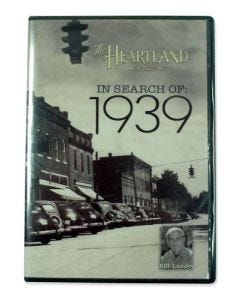 The
HEARTLAND
SERIES
IN SEARCH OF:
1939
Bill Landry